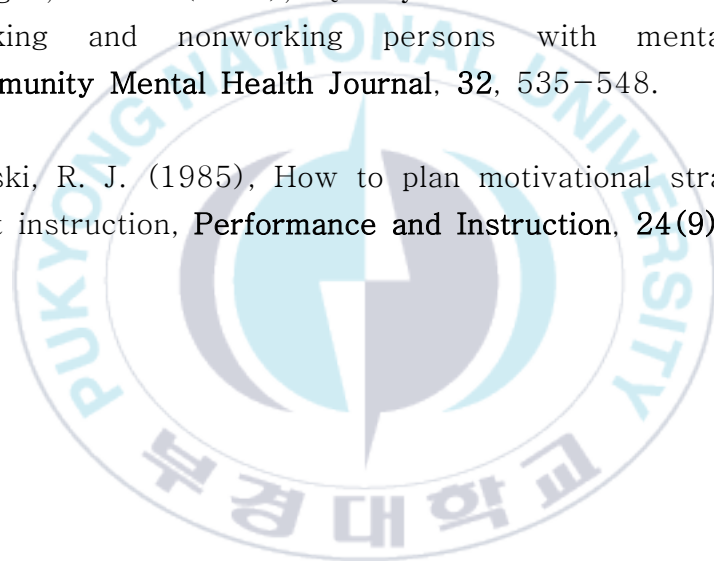 king and nonworking persons with menta
munity Mental Health Journal, 32, 535-548.
ski, R. J. (1985), How to plan motivational stra
t instruction, Performance and Instruction, 24(9)
PUKYONG NATIONAL UNIVERSITY
부경대학교